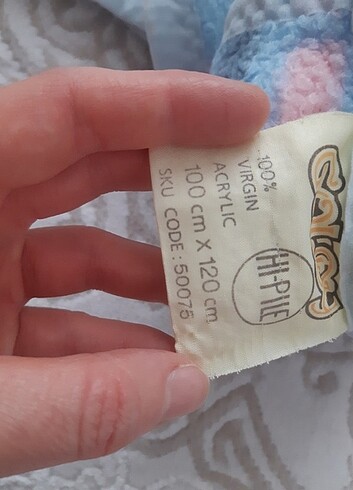 100%
VIRGIN
ACRYLIC
100 cm X 120 cm
SKU CODE: 50075
HI-PILE